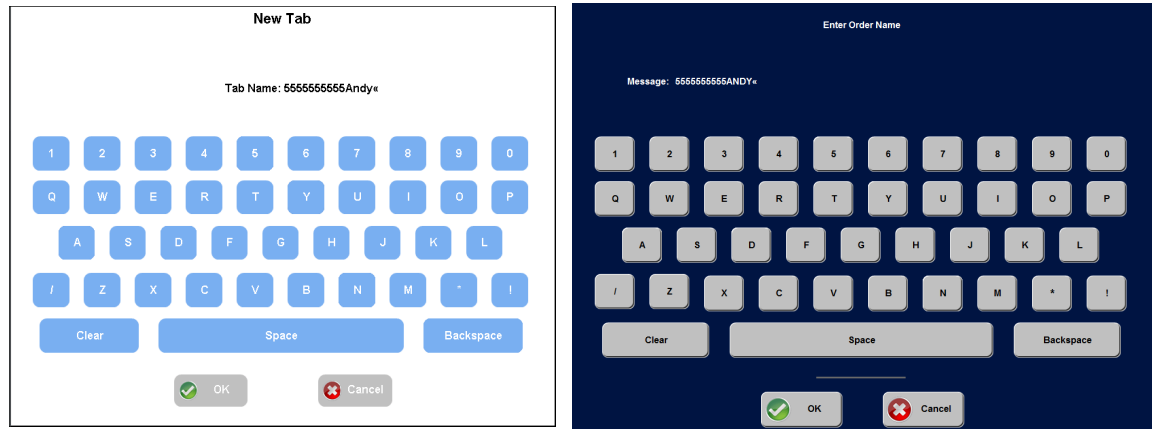 New Tab
Tab Name: 5555555555Andy«
1 2 3 4 5 6 7 8 9 0
Q W E R T Y U I O P
A S D F G H J K L
/ Z X C V B N M " !
Clear Space Backspace
OK Cancel
Enter Order Name
Message: 5555555555ANDY«
1 2 3 4 5 6 7 8 9 0
Q W E R T Y U I O P
A S D F G H J K L
/ Z X C V B N M * !
Clear Space Backspace
OK Cancel